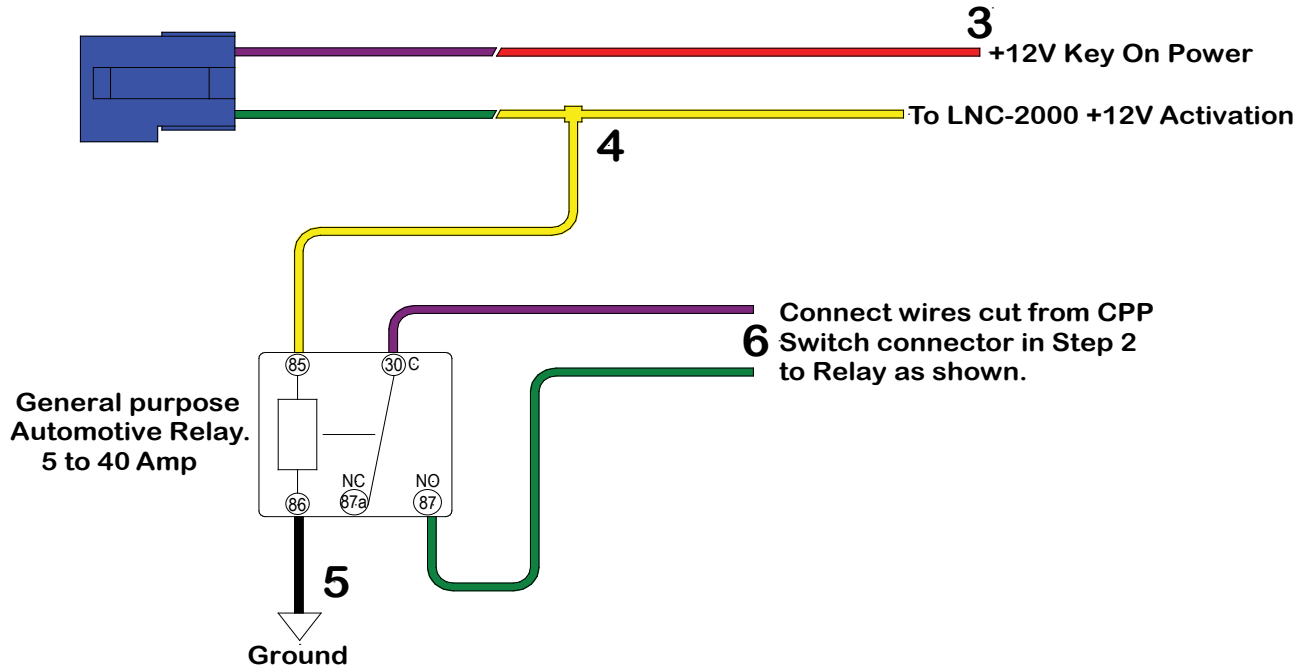 3
+12V Key On Power
To LNC-2000 +12V Activation
4
Connect wires cut from CPP
6 Switch connector in Step 2
to Relay as shown.
85
30 C
General purpose
Automotive Relay.
5 to 40 Amp
NC
NO
86
87a
87
5
Ground